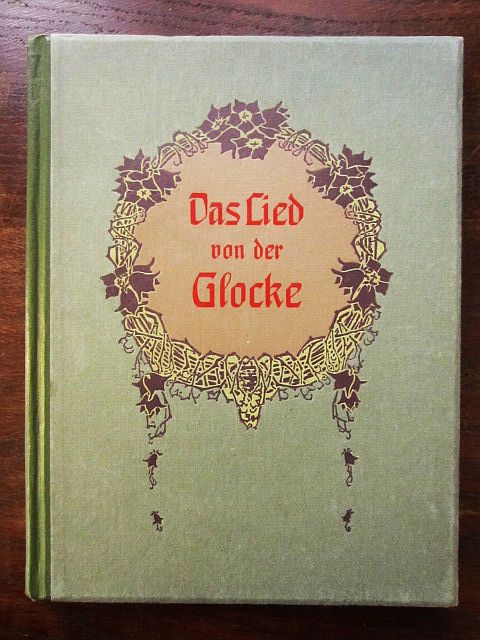 Das Lied
von der
Glocke